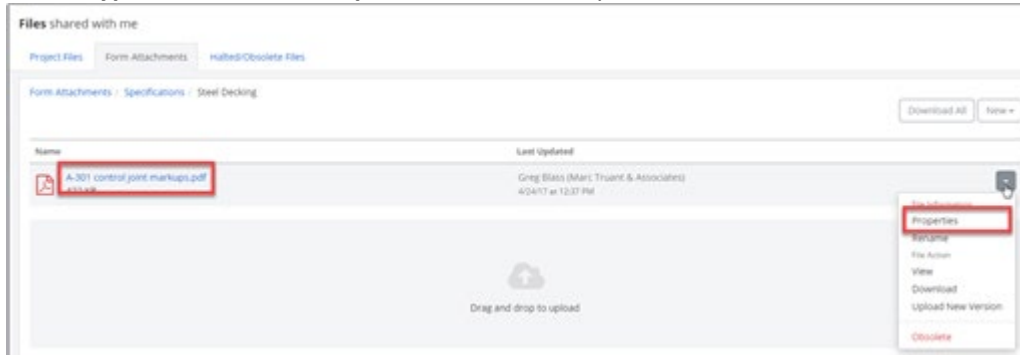 Files shared with me
Project Files Form Attachments Halted/Obsolete Files
Form Attachments / Specifications / Steel Decking
Download All New
Name Last Updated
A-301 control joint markups.pdf Greg Blass (Marc Truant & Associates)
4/24/17 at 12:37 PM
File Information
Properties
Rename
File Action
View
Drag and drop to upload
Download
Upload New Version
Obsolete